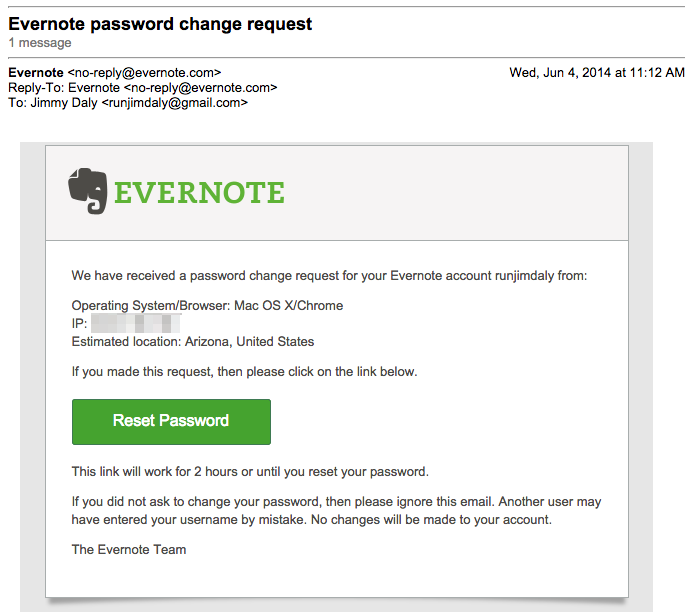 Evernote password change request
1 message
Evernote <no-reply@evernote.com> Wed, Jun 4, 2014 at 11:12 AM
Reply-To: Evernote <no-reply@evernote.com>
To: Jimmy Daly <runjimdaly@gmail.com>
EVERNOTE
We have received a password change request for your Evernote account runjimdaly from:
Operating System/Browser: Mac OS X/Chrome
IP:
Estimated location: Arizona, United States
If you made this request, then please click on the link below.
Reset Password
This link will work for 2 hours or until you reset your password.
If you did not ask to change your password, then please ignore this email. Another user may
have entered your username by mistake. No changes will be made to your account.
The Evernote Team